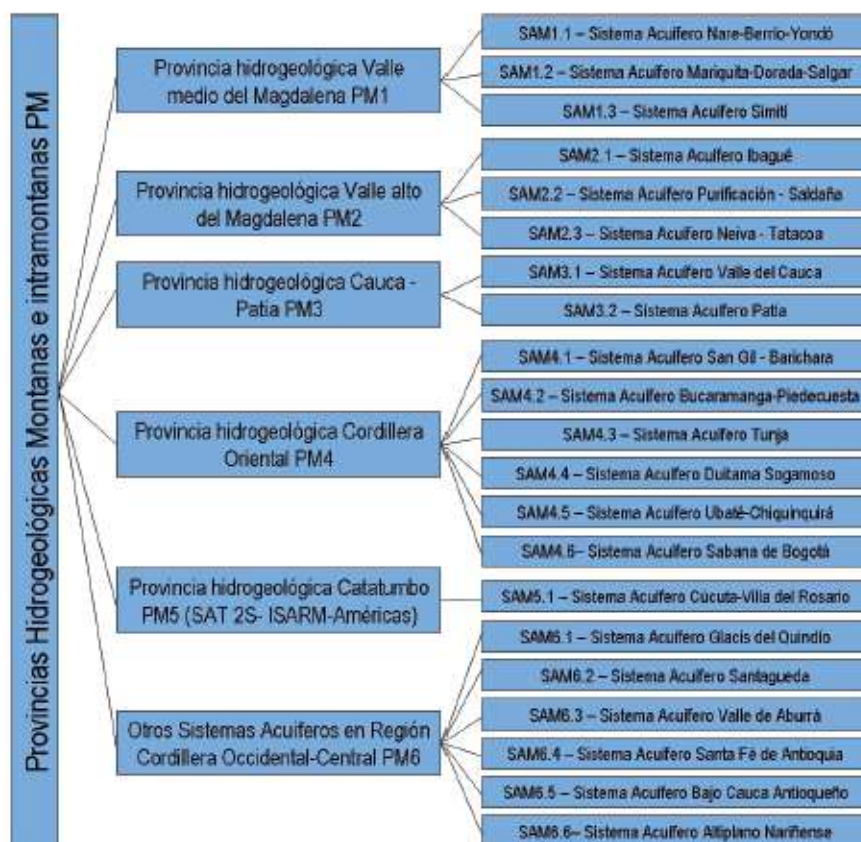 Provincias Hidrogeológicas Montanas e intramontanas PM
Provincia hidrogeológica Valle
medio del Magdalena PM1
SAM1.1 – Sistema Acuífero Nare-Berrio-Yondó
SAM1.2 – Sistema Acuífero Mariquita-Dorada-Salgar
SAM1.3 – Sistema Acuífero Simití
Provincia hidrogeológica Valle alto
del Magdalena PM2
SAM2.1 – Sistema Acuífero Ibagué
SAM2.2 – Sistema Acuífero Purificación - Saldaña
SAM2.3 – Sistema Acuífero Neiva - Tatacoa
Provincia hidrogeológica Cauca -
Patía PM3
SAM3.1 – Sistema Acuífero Valle del Cauca
SAM3.2 – Sistema Acuífero Patía
Provincia hidrogeológica Cordillera
Oriental PM4
SAM4.1 – Sistema Acuífero San Gil - Barichara
SAM4.2 – Sistema Acuífero Bucaramanga-Piedecuesta
SAM4.3 – Sistema Acuífero Tunja
SAM4.4 – Sistema Acuífero Duitama Sogamoso
SAM4.5 – Sistema Acuífero Ubaté-Chiquinquirá
SAM4.6– Sistema Acuífero Sabana de Bogotá
Provincia hidrogeológica Catatumbo
PM5 (SAT 2S- ISARM-Américas)
SAM5.1 – Sistema Acuífero Cúcuta-Villa del Rosario
Otros Sistemas Acuíferos en Región
Cordillera Occidental-Central PM6
SAM6.1 – Sistema Acuífero Glacis del Quindío
SAM6.2 – Sistema Acuífero Santagueda
SAM6.3 – Sistema Acuífero Valle de Aburrá
SAM6.4 – Sistema Acuífero Santa Fé de Antioquia
SAM6.5 – Sistema Acuífero Bajo Cauca Antioqueño
SAM6.6– Sistema Acuífero Altiplano Nariñense